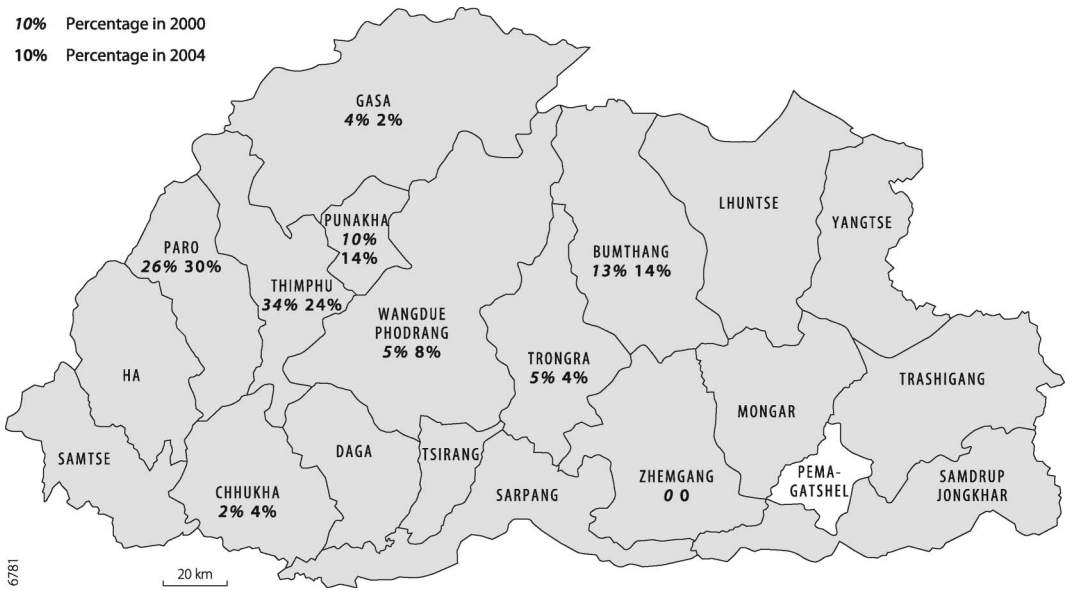 10% Percentage in 2000
10% Percentage in 2004
GASA
4% 2%
PUNAKHA
10%
14%
PARO
26% 30%
THIMPHU
34% 24%
WANGDUE
PHODRANG
5% 8%
BUMTHANG
13% 14%
LHUNTSE
YANGTSE
TRONGRA
5% 4%
HA
TRASHIGANG
MONGAR
SAMTSE
DAGA
TSIRANG
CHHUKHA
2% 4%
SARPANG
ZHEMGANG
0 0
PEMA-
GATSHEL
SAMDRUP
JONGKHAR
20 km
6781